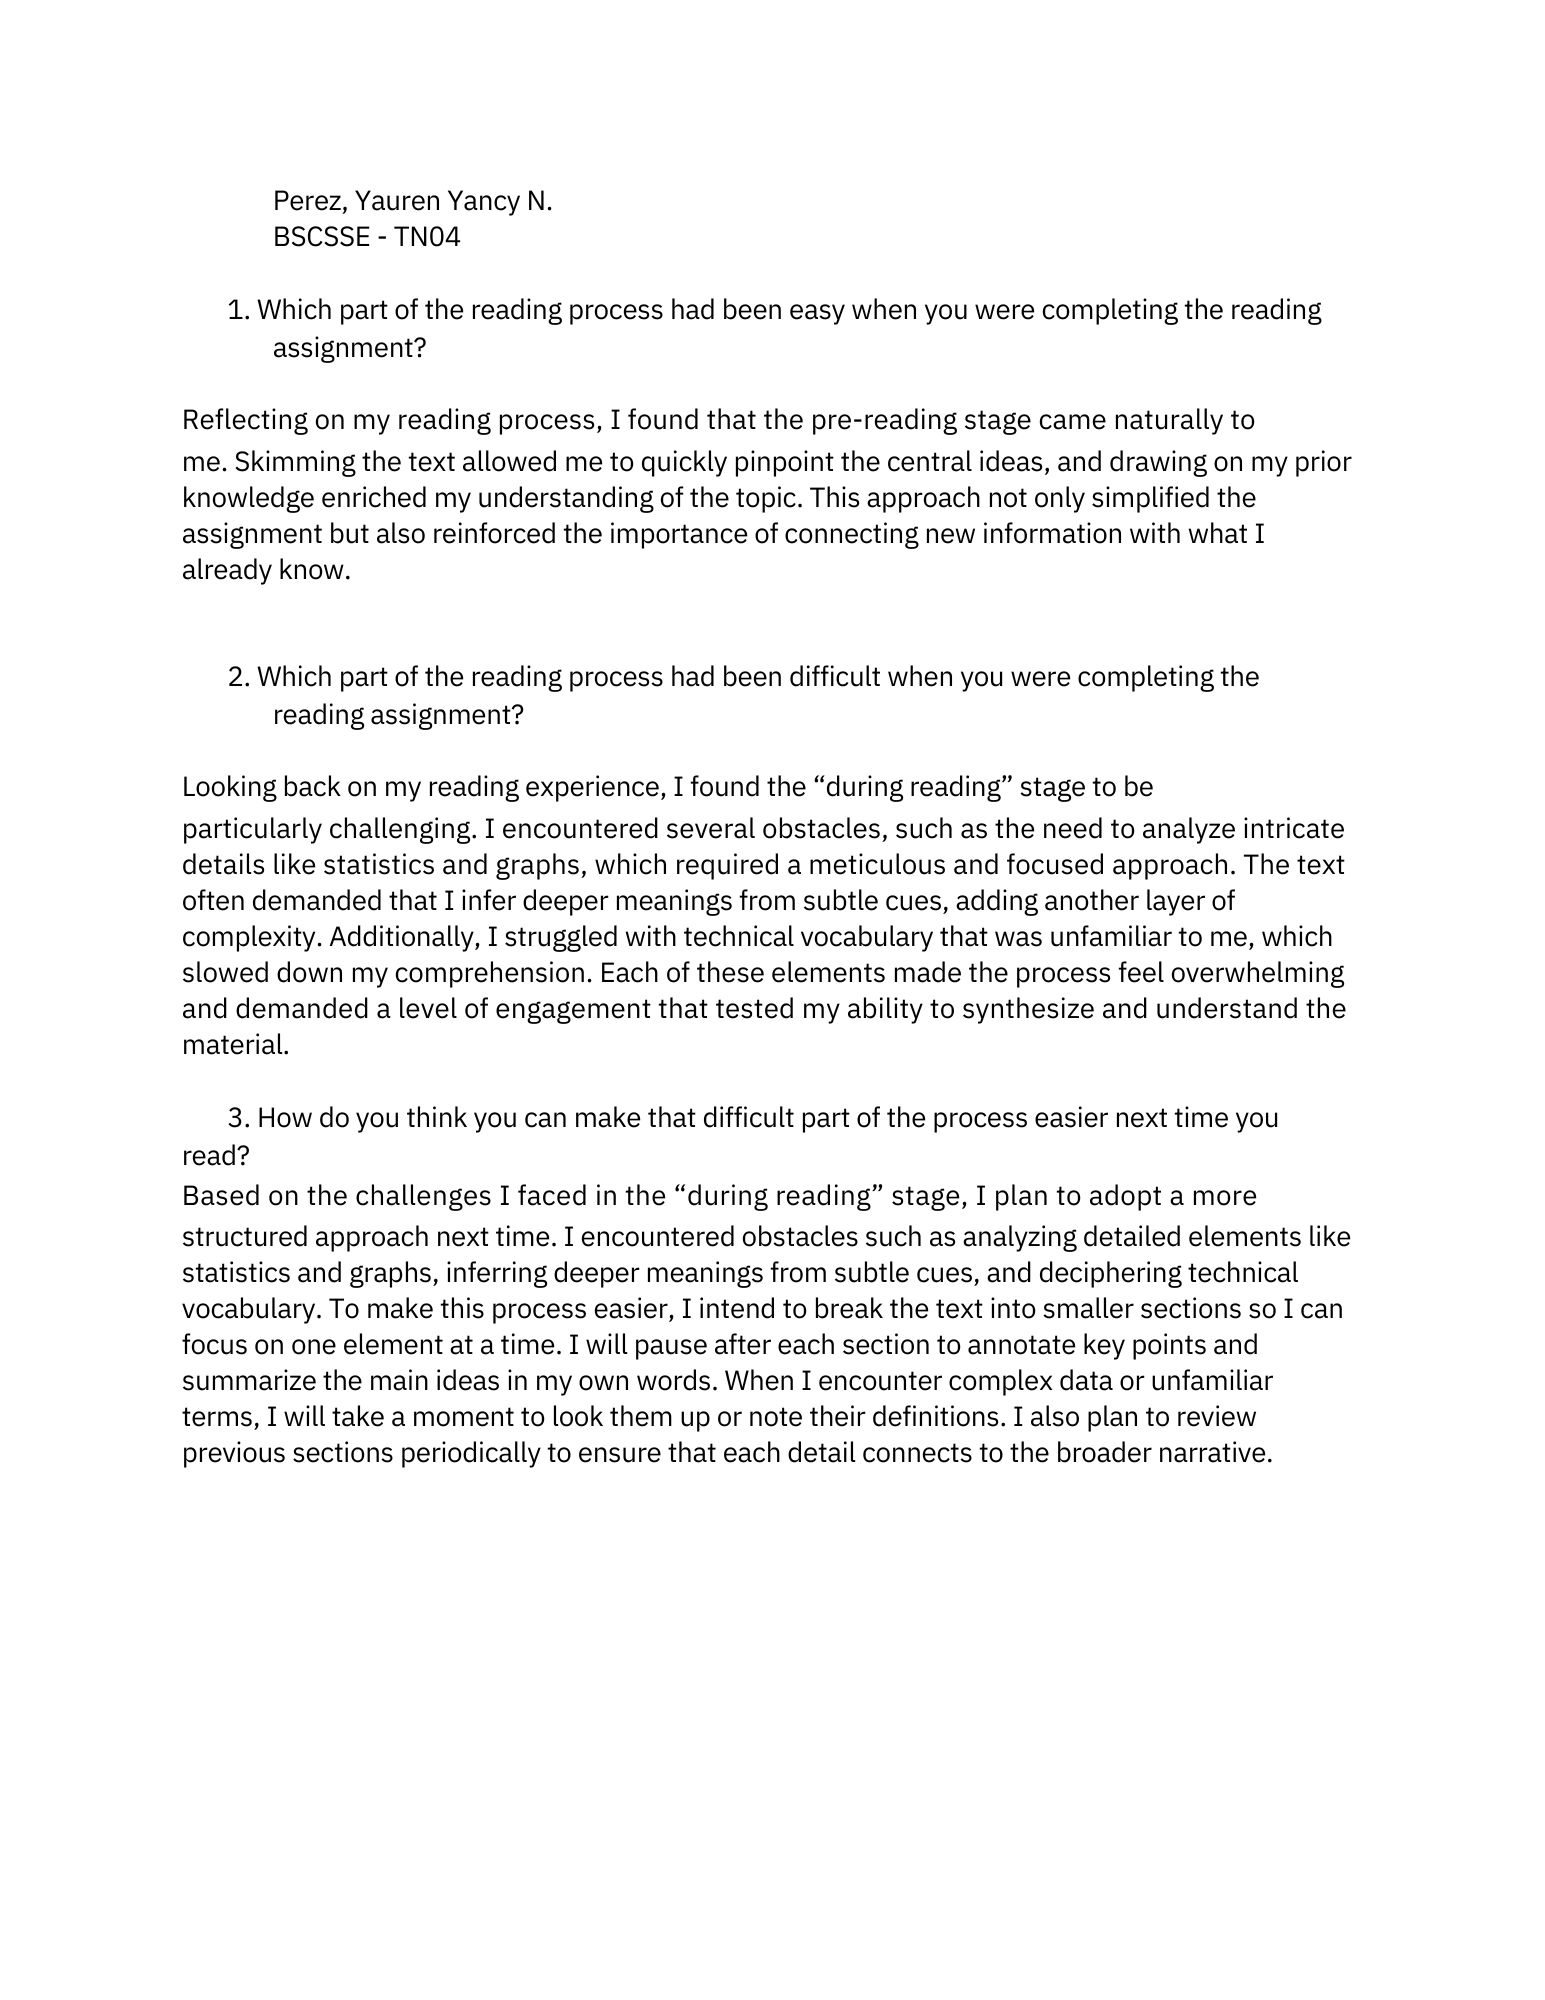 Perez, Yauren Yancy N.
BSCSSE - TN04
1. Which part of the reading process had been easy when you were completing the reading
assignment?
Reflecting on my reading process, I found that the pre-reading stage came naturally to
me. Skimming the text allowed me to quickly pinpoint the central ideas, and drawing on my prior
knowledge enriched my understanding of the topic. This approach not only simplified the
assignment but also reinforced the importance of connecting new information with what I
already know.
2. Which part of the reading process had been difficult when you were completing the
reading assignment?
Looking back on my reading experience, I found the “during reading” stage to be
particularly challenging. I encountered several obstacles, such as the need to analyze intricate
details like statistics and graphs, which required a meticulous and focused approach. The text
often demanded that I infer deeper meanings from subtle cues, adding another layer of
complexity. Additionally, I struggled with technical vocabulary that was unfamiliar to me, which
slowed down my comprehension. Each of these elements made the process feel overwhelming
and demanded a level of engagement that tested my ability to synthesize and understand the
material.
3. How do you think you can make that difficult part of the process easier next time you
read?
Based on the challenges I faced in the “during reading” stage, I plan to adopt a more
structured approach next time. I encountered obstacles such as analyzing detailed elements like
statistics and graphs, inferring deeper meanings from subtle cues, and deciphering technical
vocabulary. To make this process easier, I intend to break the text into smaller sections so I can
focus on one element at a time. I will pause after each section to annotate key points and
summarize the main ideas in my own words. When I encounter complex data or unfamiliar
terms, I will take a moment to look them up or note their definitions. I also plan to review
previous sections periodically to ensure that each detail connects to the broader narrative.